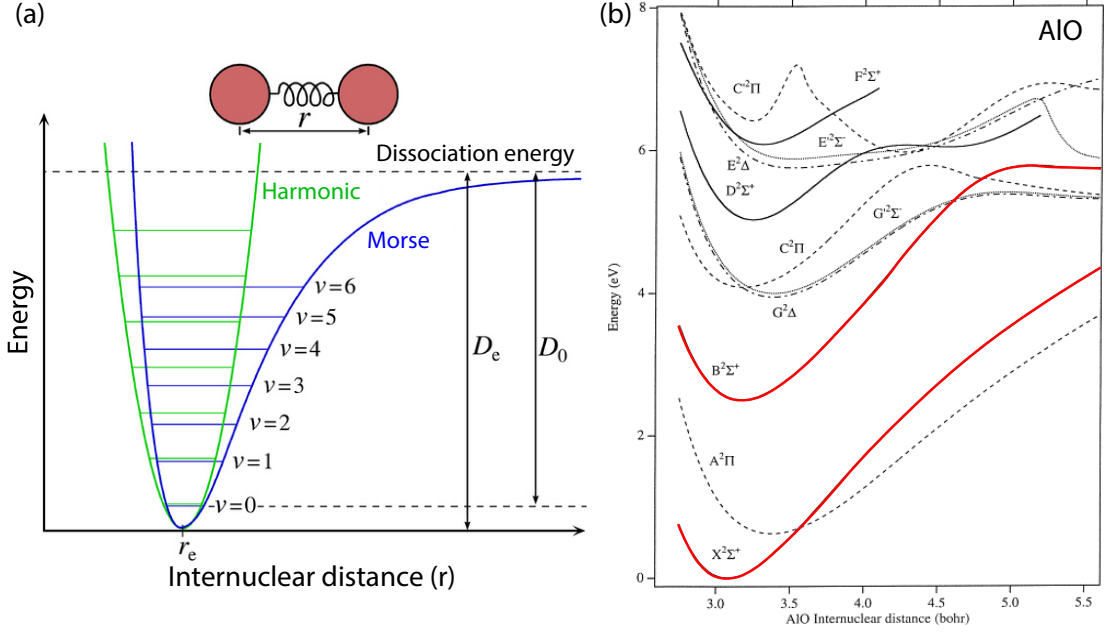 (a)
r
Dissociation energy
Harmonic
Morse
Energy
v=6
v=5
v=4
v=3
v=2
v=1
v=0
Dₑ
D₀
rₑ
Internuclear distance (r)
(b)
AlO
8
6
4
2
0
Energy (eV)
C'²Π
F²Σ⁺
E'²Σ⁻
E²Δ
D²Σ⁺
G'²Σ⁻
C²Π
G²Δ
B²Σ⁺
A²Π
X²Σ⁺
3.0 3.5 4.0 4.5 5.0 5.5
AlO Internuclear distance (bohr)